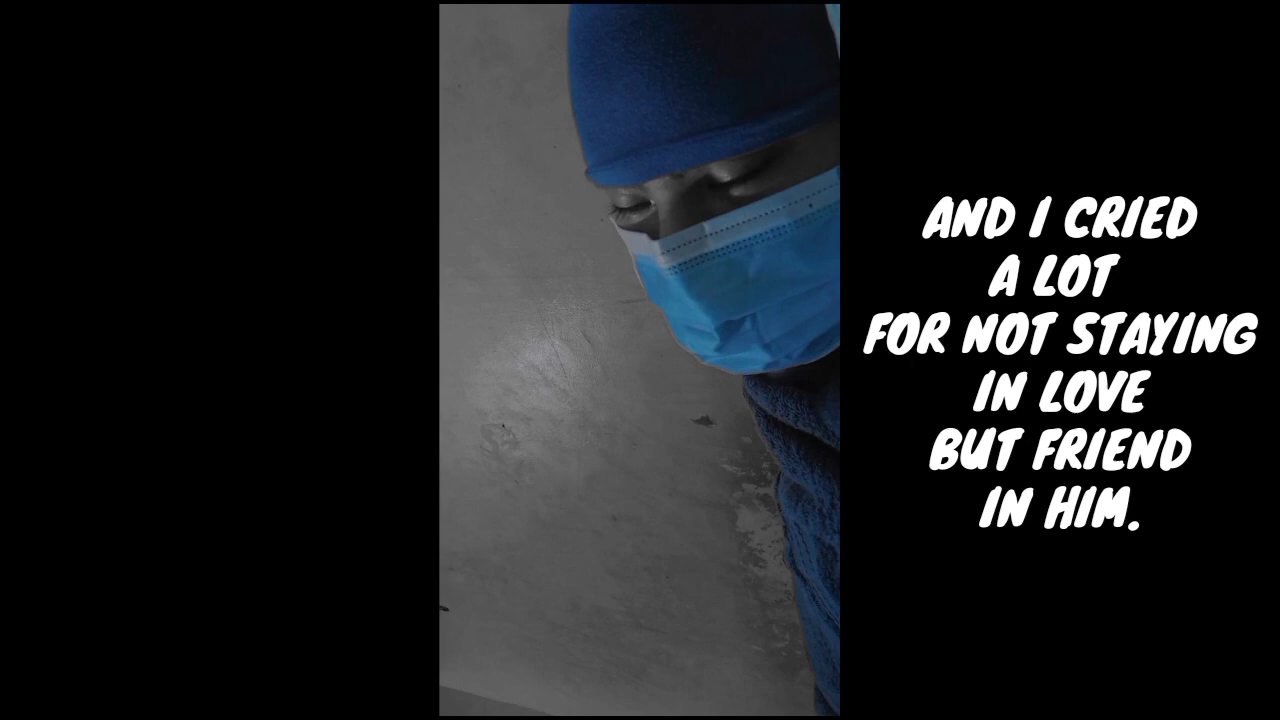 AND I CRIED
A LOT
FOR NOT STAYING
IN LOVE
BUT FRIEND
IN HIM.